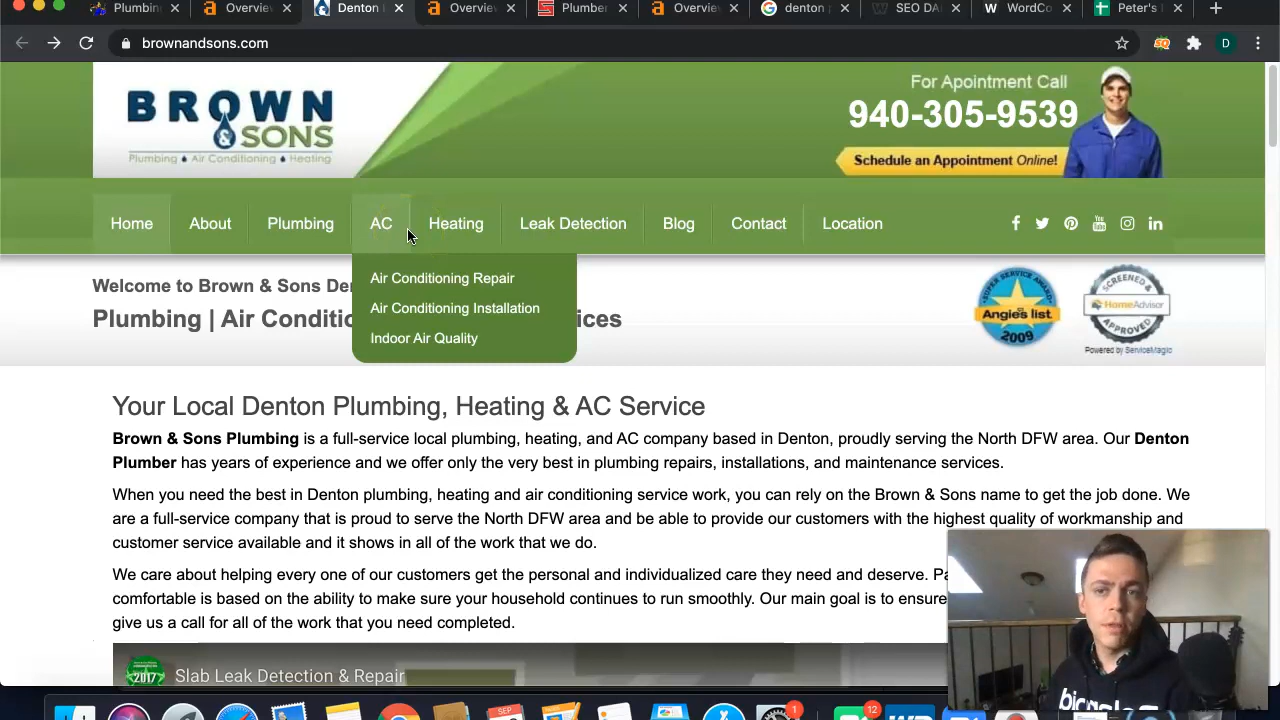 Plumbin
Overvie
Denton
Overvie
Plumber
Overvie
denton
SEO DA
WordCo
Peter's
brownandsons.com
D
BROWN
& SONS
Plumbing Air Conditioning Heating
For Apointment Call
940-305-9539
Schedule an Appointment Online!
Home About Plumbing AC Heating Leak Detection Blog Contact Location
Air Conditioning Repair
Air Conditioning Installation
Indoor Air Quality
Welcome to Brown & Sons De
Plumbing | Air Conditio ices
SUPER SERVICE AWARD
Angie's list
2009
SCREENED &
HomeAdvisor
APPROVED
Powered by ServiceMagic
Your Local Denton Plumbing, Heating & AC Service
Brown & Sons Plumbing is a full-service local plumbing, heating, and AC company based in Denton, proudly serving the North DFW area. Our Denton
Plumber has years of experience and we offer only the very best in plumbing repairs, installations, and maintenance services.
When you need the best in Denton plumbing, heating and air conditioning service work, you can rely on the Brown & Sons name to get the job done. We
are a full-service company that is proud to serve the North DFW area and be able to provide our customers with the highest quality of workmanship and
customer service available and it shows in all of the work that we do.
We care about helping every one of our customers get the personal and individualized care they need and deserve. Pa
comfortable is based on the ability to make sure your household continues to run smoothly. Our main goal is to ensure
give us a call for all of the work that you need completed.
2017
Slab Leak Detection & Repair
SEP
1
12